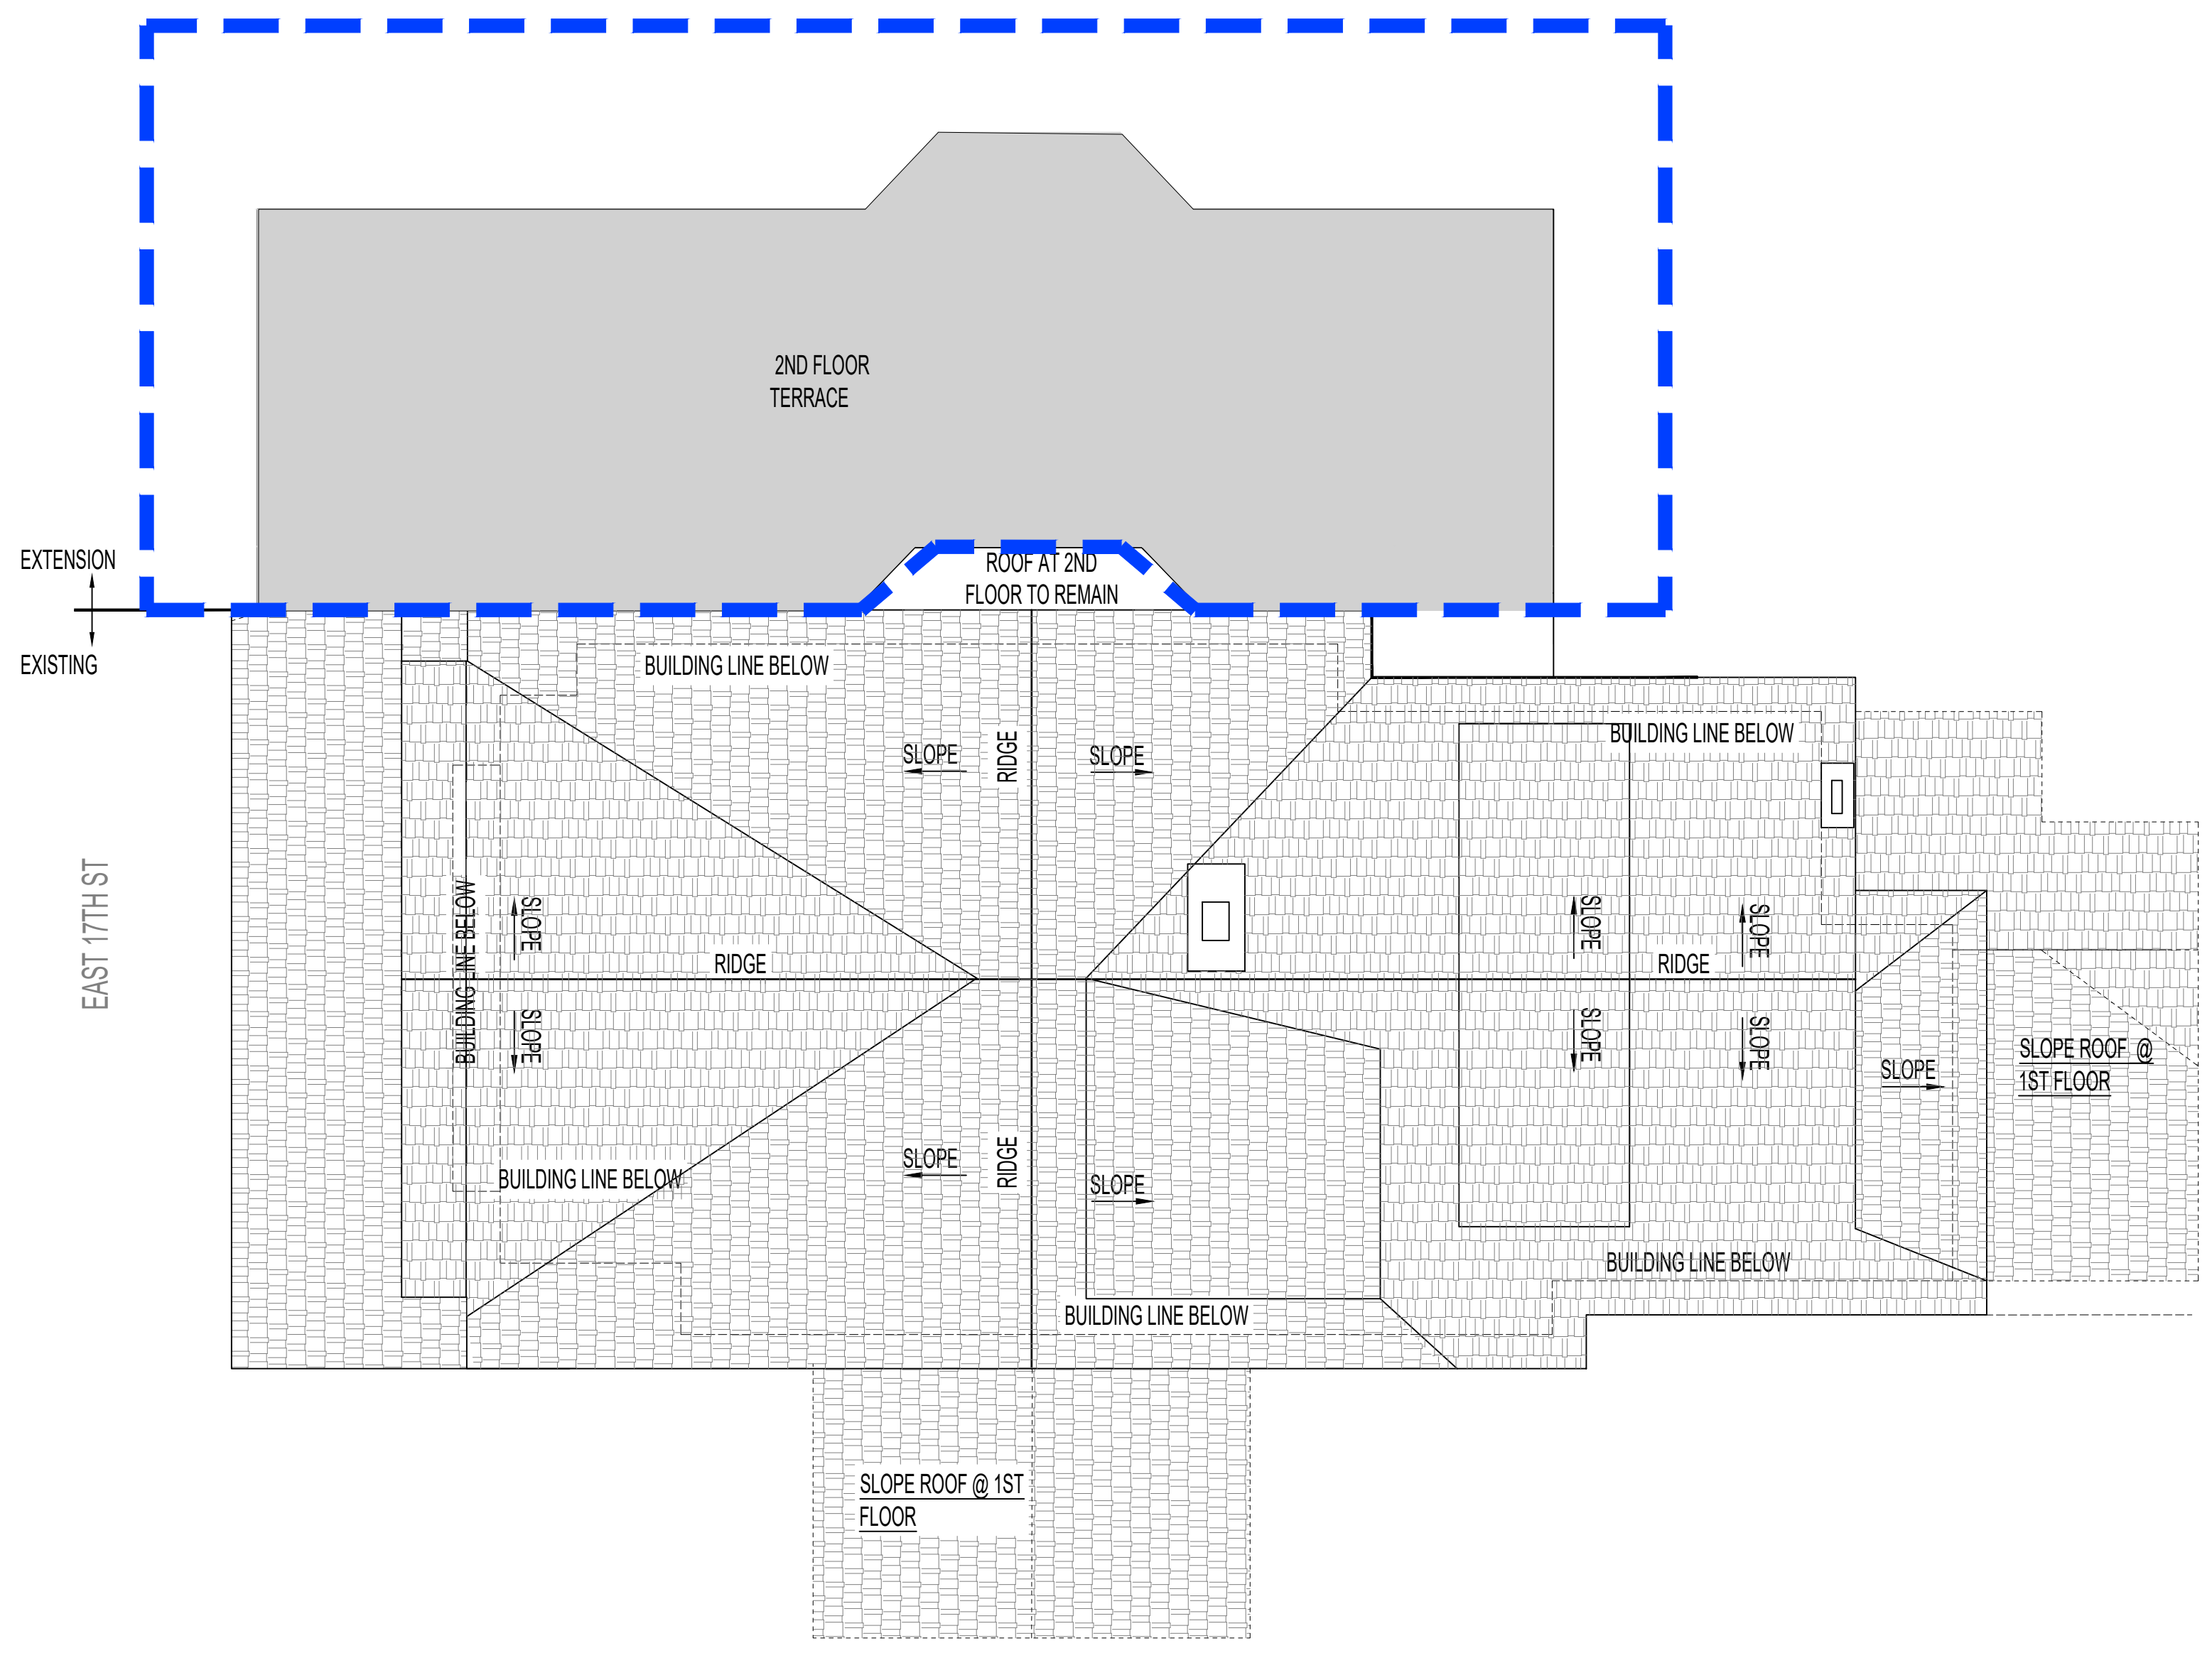 2ND FLOOR
TERRACE
EXTENSION
ROOF AT 2ND
FLOOR TO REMAIN
EXISTING
BUILDING LINE BELOW
BUILDING LINE BELOW
SLOPE
RIDGE
SLOPE
EAST 17TH ST
BUILDING LINE BELOW
SLOPE
SLOPE
SLOPE
RIDGE
RIDGE
SLOPE
SLOPE
SLOPE
SLOPE
SLOPE ROOF @
1ST FLOOR
SLOPE
RIDGE
SLOPE
BUILDING LINE BELOW
BUILDING LINE BELOW
BUILDING LINE BELOW
SLOPE ROOF @ 1ST
FLOOR